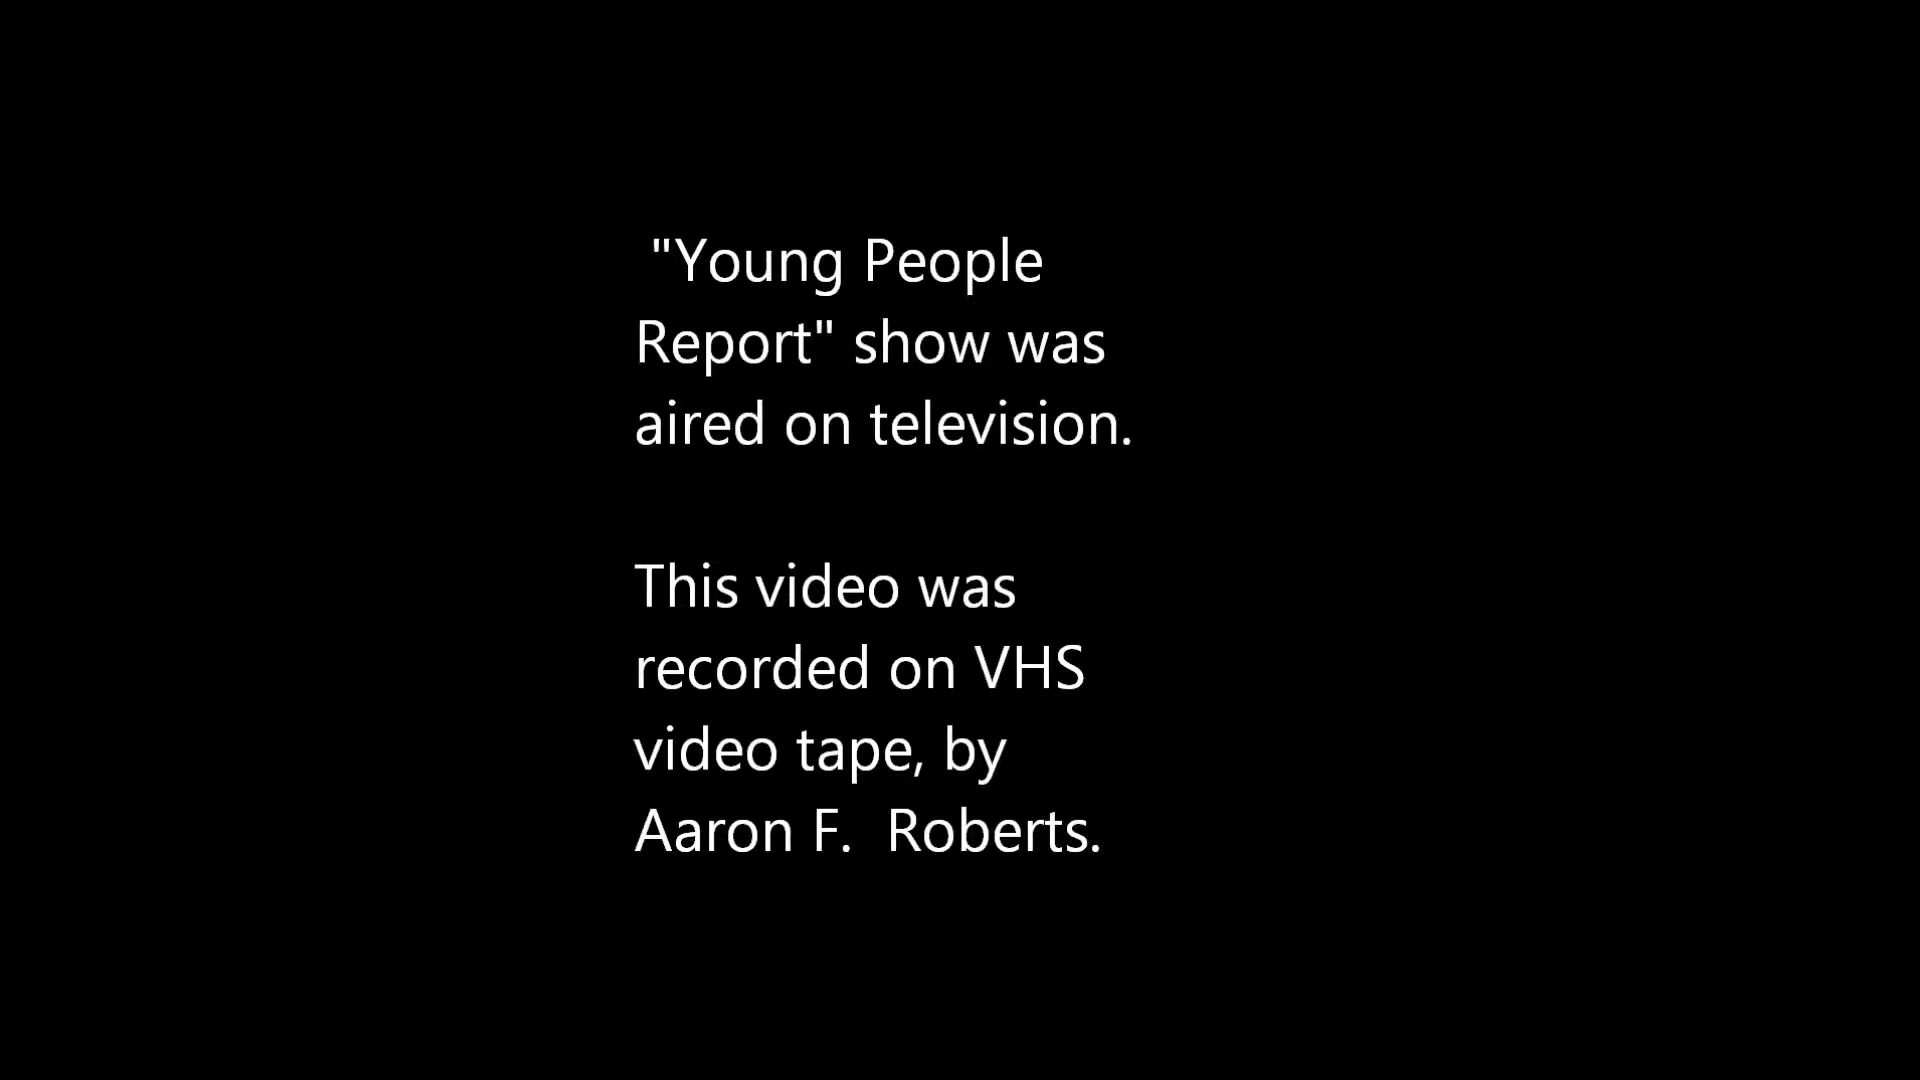 "Young People
Report" show was
aired on television.
This video was
recorded on VHS
video tape, by
Aaron F.  Roberts.